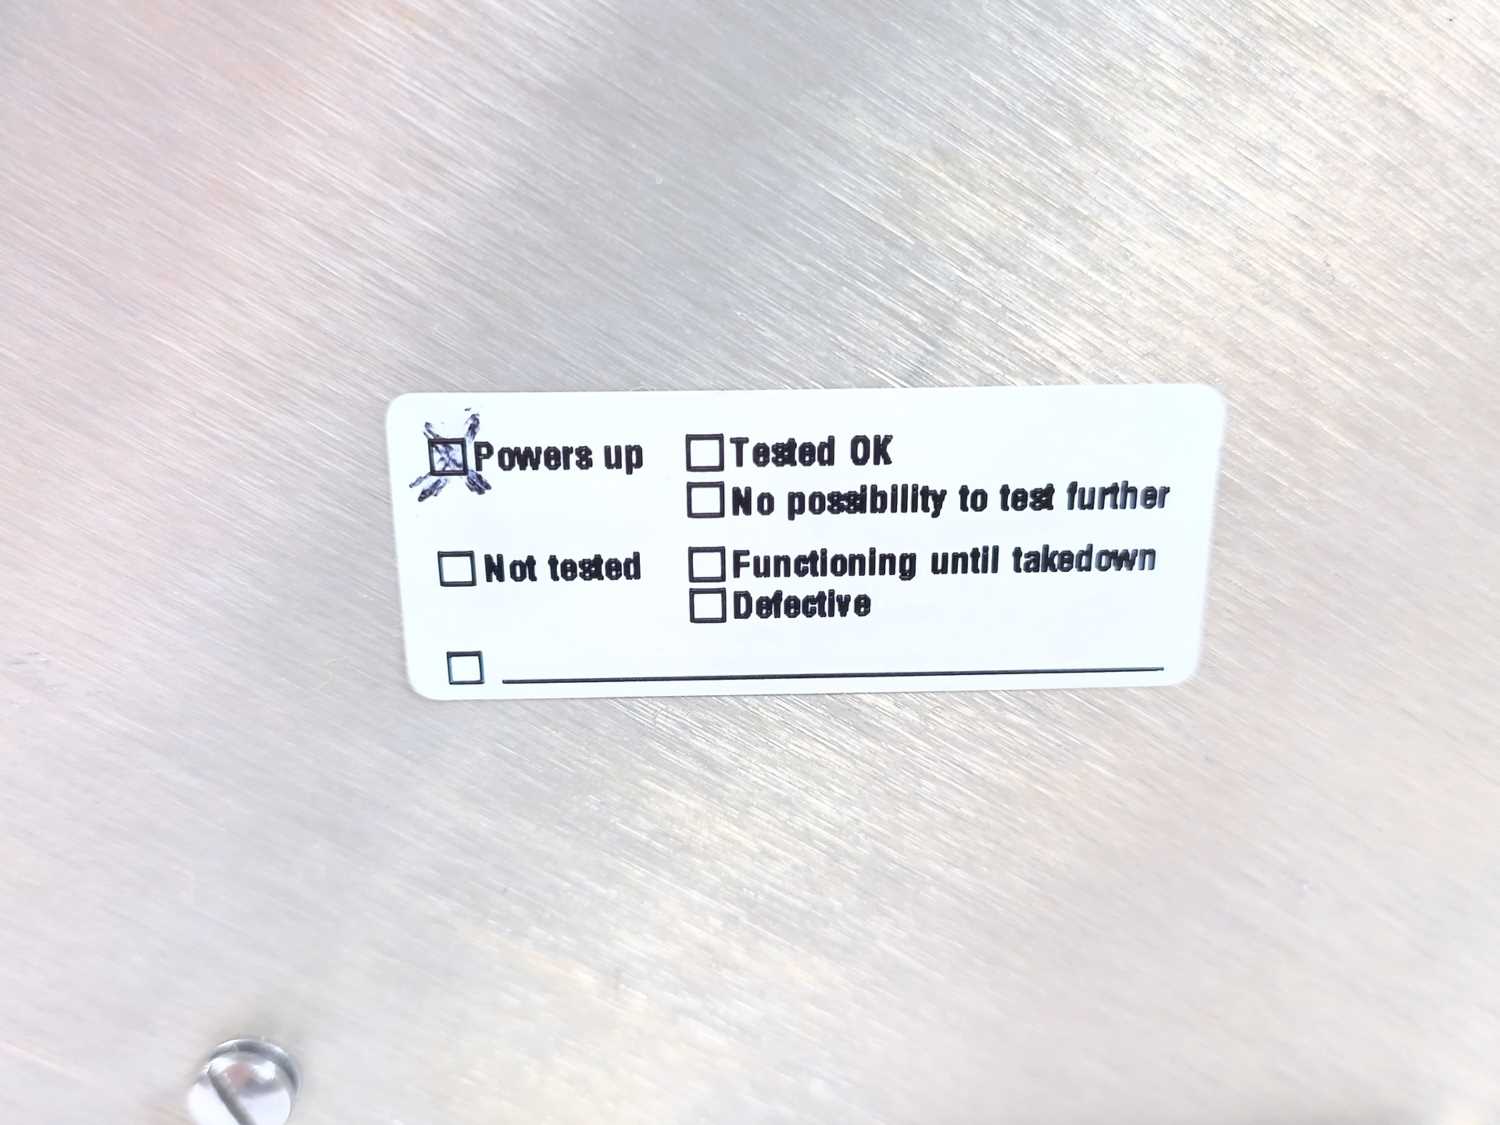 Powers up
Tested OK
No possibility to test further
Not tested
Functioning until takedown
Defective